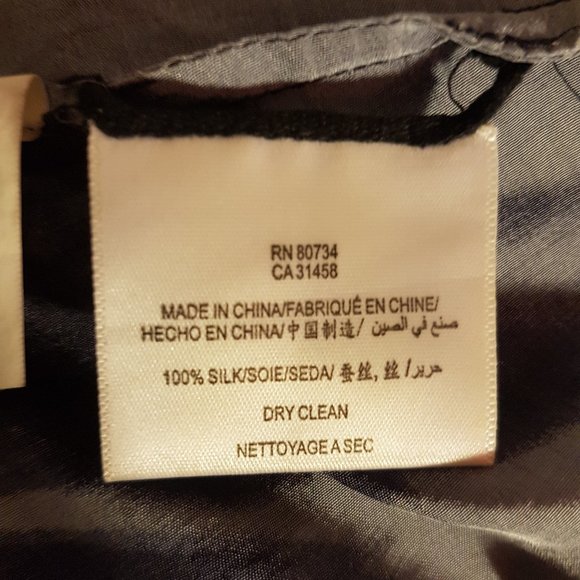 RN 80734
CA 31458
MADE IN CHINA/FABRIQUÉ EN CHINE/
HECHO EN CHINA/中国制造/ صنع في الصين
100% SILK/SOIE/SEDA/ 蚕丝, 丝 /حرير
DRY CLEAN
NETTOYAGE A SEC